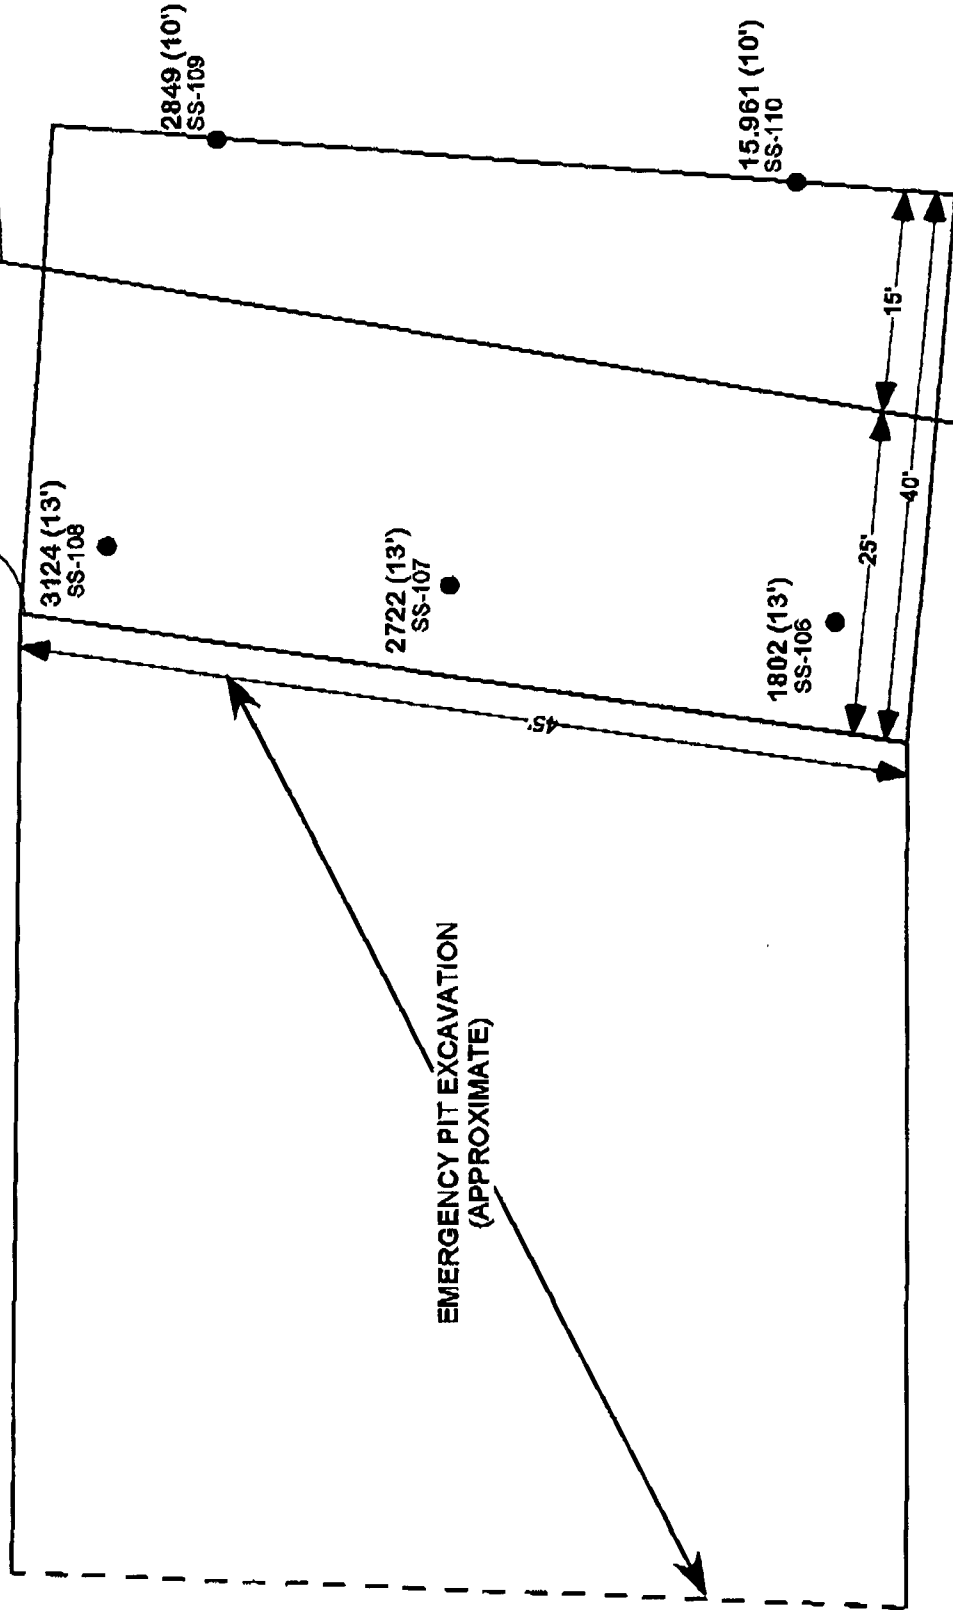 2849 (10')
SS-109
15.961 (10')
SS-110
3124 (13')
SS-108
2722 (13')
SS-107
1802 (13')
SS-106
15'
25'
40'
45'
EMERGENCY PIT EXCAVATION
(APPROXIMATE)